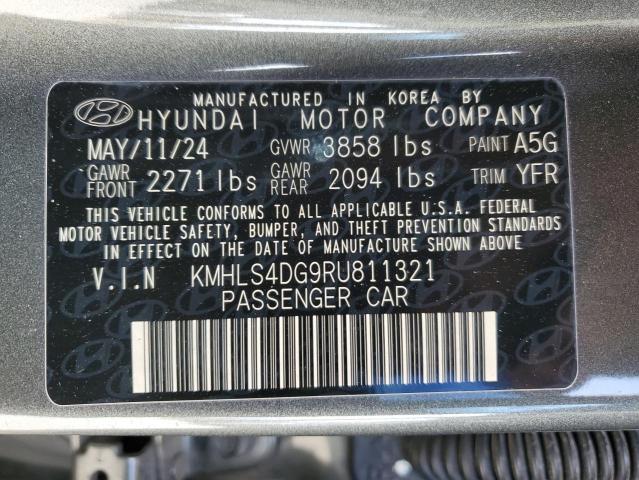 MANUFACTURED IN KOREA BY
HYUNDAI MOTOR COMPANY
MAY/11/24 GVWR 3858 lbs PAINT A5G
GAWR FRONT 2271 lbs GAWR REAR 2094 lbs TRIM YFR
THIS VEHICLE CONFORMS TO ALL APPLICABLE U.S.A. FEDERAL
MOTOR VEHICLE SAFETY, BUMPER, AND THEFT PREVENTION STANDARDS
IN EFFECT ON THE DATE OF MANUFACTURE SHOWN ABOVE.
V.I.N KMHLS4DG9RU811321
PASSENGER CAR